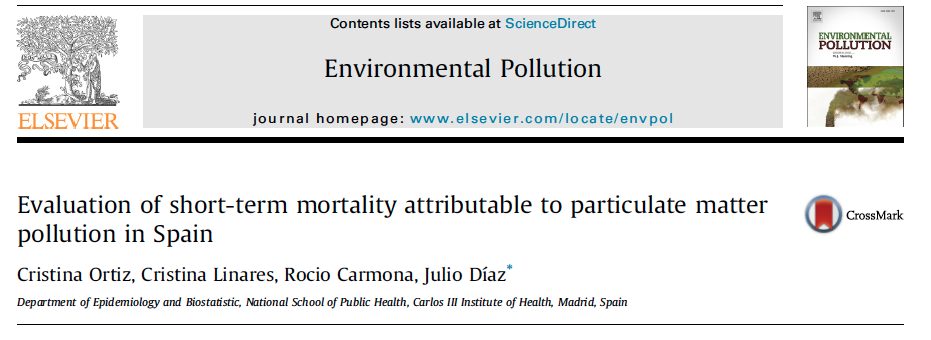 Contents lists available at ScienceDirect
Environmental Pollution
journal homepage: www.elsevier.com/locate/envpol
ELSEVIER
ENVIRONMENTAL
POLLUTION
Evaluation of short-term mortality attributable to particulate matter
pollution in Spain
CrossMark
Cristina Ortiz, Cristina Linares, Rocio Carmona, Julio Díaz*
Department of Epidemiology and Biostatistic, National School of Public Health, Carlos III Institute of Health, Madrid, Spain